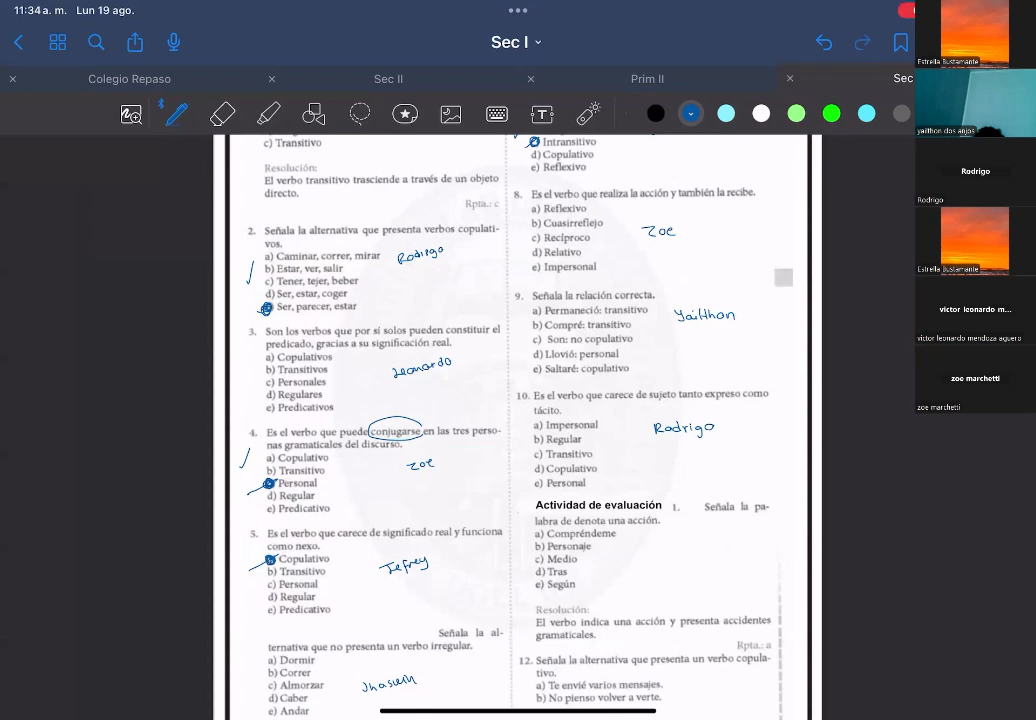 11:34 a. m. Lun 19 ago.
Sec I
Colegio Repaso
Sec II
Prim II
Sec
c) Transitivo
Resolución:
El verbo transitivo trasciende a través de un objeto
directo.
Rpta.: c
2. Señala la alternativa que presenta verbos copulati-
vos.
a) Caminar, correr, mirar
Rodrigo
b) Estar, ver, salir
c) Tener, tejer, beber
d) Ser, estar, coger
Ser, parecer, estar
3. Son los verbos que por sí solos pueden constituir el
predicado, gracias a su significación real.
a) Copulativos
b) Transitivos
c) Personales
d) Regulares
e) Predicativos
Leonardo
4. Es el verbo que puede conjugarse en las tres perso-
nas gramaticales del discurso.
a) Copulativo
b) Transitivo
Personal
d) Regular
e) Predicativo
Zoe
5. Es el verbo que carece de significado real y funciona
como nexo.
Copulativo
b) Transitivo
c) Personal
d) Regular
e) Predicativo
Jefrey
Señala la al-
ternativa que no presenta un verbo irregular.
a) Dormir
b) Correr
c) Almorzar
d) Caber
e) Andar
Intransitivo
d) Copulativo
e) Reflexivo
8. Es el verbo que realiza la acción y también la recibe.
a) Reflexivo
b) Cuasirreflejo
c) Recíproco
d) Relativo
e) Impersonal
Zoe
9. Señala la relación correcta.
a) Permaneció: transitivo
b) Compré: transitivo
c) Son: no copulativo
d) Llovió: personal
e) Saltaré: copulativo
Yailthon
10. Es el verbo que carece de sujeto tanto expreso como
tácito.
a) Impersonal
b) Regular
c) Transitivo
d) Copulativo
e) Personal
Rodrigo
Actividad de evaluación 1. Señala la pa-
labra de denota una acción.
a) Compréndeme
b) Personaje
c) Medio
d) Tras
e) Según
Resolución:
El verbo indica una acción y presenta accidentes
gramaticales.
Rpta.: a
12. Señala la alternativa que presenta un verbo copula-
tivo.
a) Te envié varios mensajes.
b) No pienso volver a verte.
Estrella Bustamante
yailthon dos anjos
Rodrigo
Rodrigo
Estrella Bustamante
victor leonardo m...
victor leonardo mendoza aguero
zoe marchetti
zoe marchetti